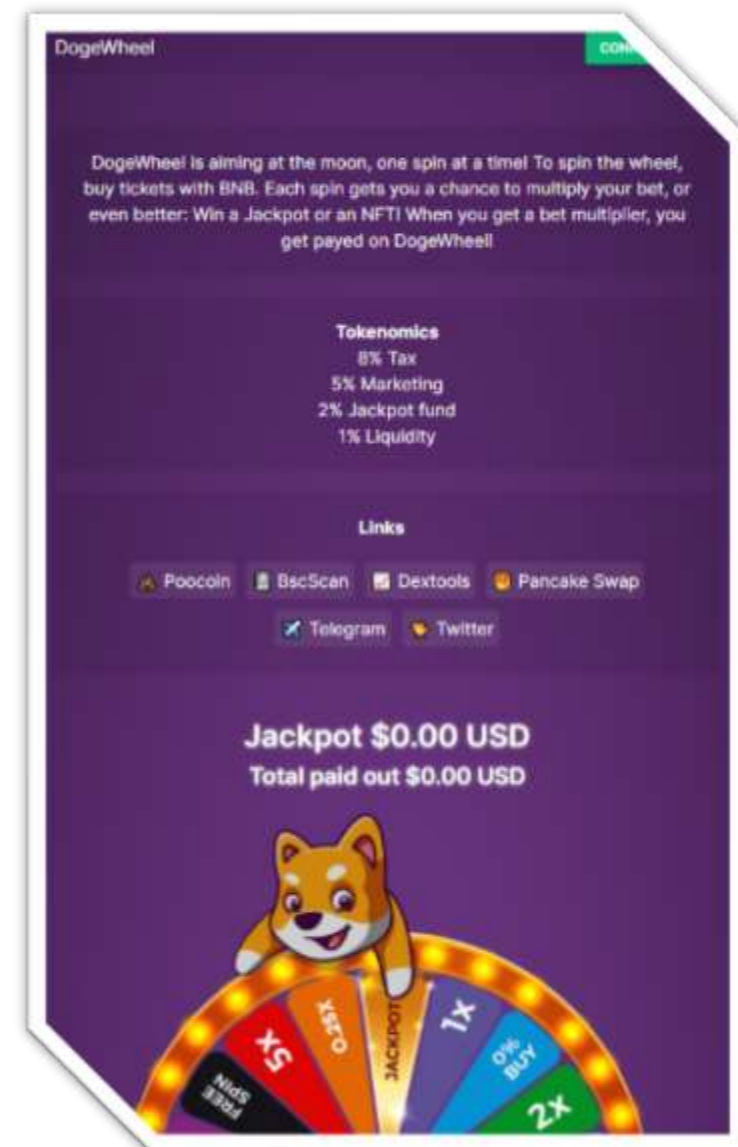 DogeWheel
DogeWheel is aiming at the moon, one spin at a time! To spin the wheel,
buy tickets with BNB. Each spin gets you a chance to multiply your bet, or
even better: Win a Jackpot or an NFT! When you get a bet multiplier, you
get payed on DogeWheel!
Tokenomics
8% Tax
5% Marketing
2% Jackpot fund
1% Liquidity
Links
Poocoin BscScan Dextools Pancake Swap
Telegram Twitter
Jackpot $0.00 USD
Total paid out $0.00 USD
FREE SPIN
5X
0.25X
JACKPOT
1X
0% BUY
2X